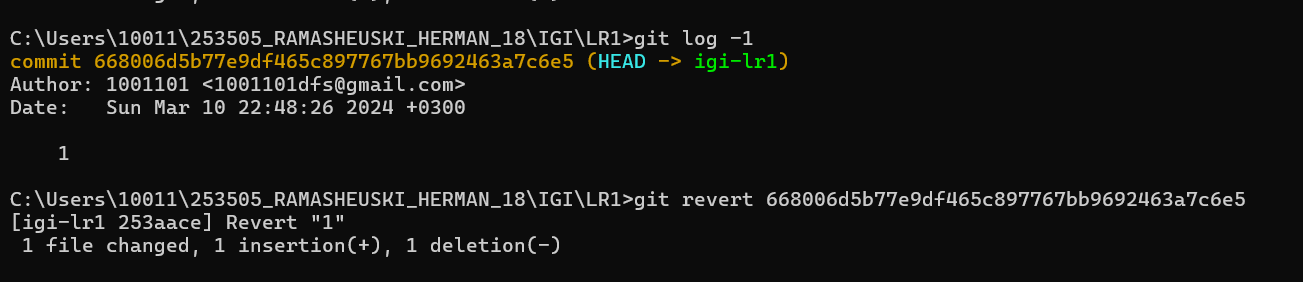 C:\Users\10011\253505_RAMASHEUSKI_HERMAN_18\IGI\LR1>git log -1
commit 668006d5b77e9df465c897767bb9692463a7c6e5 (HEAD -> igi-lr1)
Author: 1001101 <1001101dfs@gmail.com>
Date:   Sun Mar 10 22:48:26 2024 +0300
    1
C:\Users\10011\253505_RAMASHEUSKI_HERMAN_18\IGI\LR1>git revert 668006d5b77e9df465c897767bb9692463a7c6e5
[igi-lr1 253aace] Revert "1"
 1 file changed, 1 insertion(+), 1 deletion(-)